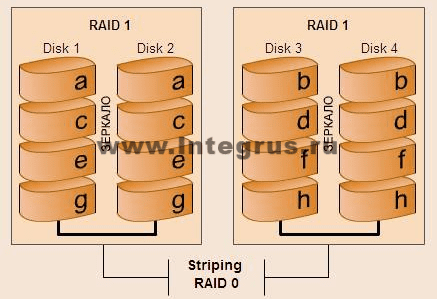 RAID 1
RAID 1
Disk 1
Disk 2
Disk 3
Disk 4
a
a
b
b
ЗЕРКАЛО
ЗЕРКАЛО
c
c
d
d
www.Integrus.ru
e
e
f
f
g
g
h
h
Striping
RAID 0